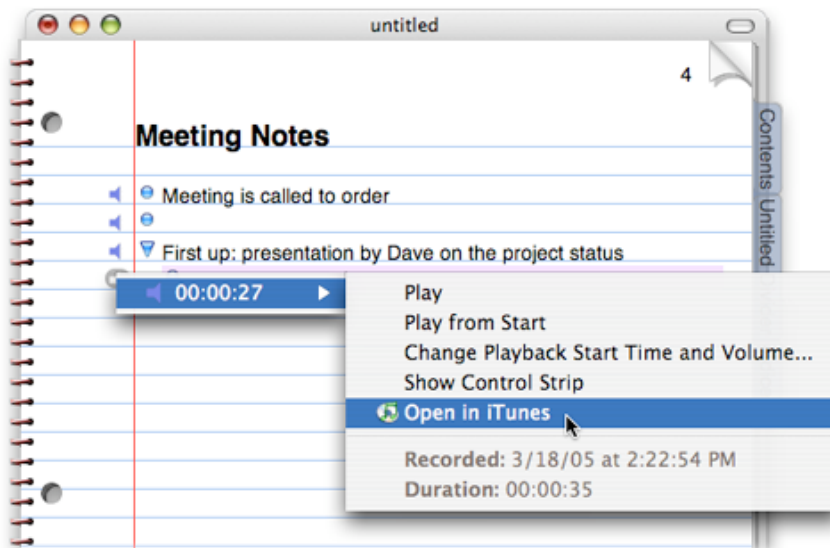 untitled
4
Meeting Notes
Contents
Untitled
Meeting is called to order
First up: presentation by Dave on the project status
00:00:27
Play
Play from Start
Change Playback Start Time and Volume...
Show Control Strip
Open in iTunes
Recorded: 3/18/05 at 2:22:54 PM
Duration: 00:00:35